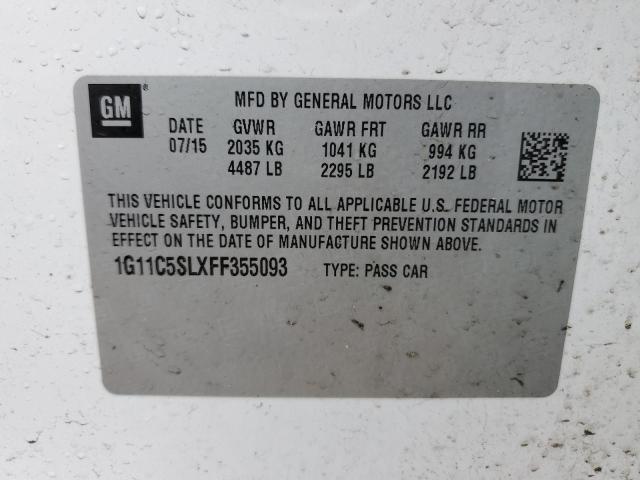 GM®
MFD BY GENERAL MOTORS LLC
DATE GVWR GAWR FRT GAWR RR
07/15 2035 KG 1041 KG 994 KG
4487 LB 2295 LB 2192 LB
THIS VEHICLE CONFORMS TO ALL APPLICABLE U.S. FEDERAL MOTOR
VEHICLE SAFETY, BUMPER, AND THEFT PREVENTION STANDARDS IN
EFFECT ON THE DATE OF MANUFACTURE SHOWN ABOVE.
1G11C5SLXFF355093 TYPE: PASS CAR